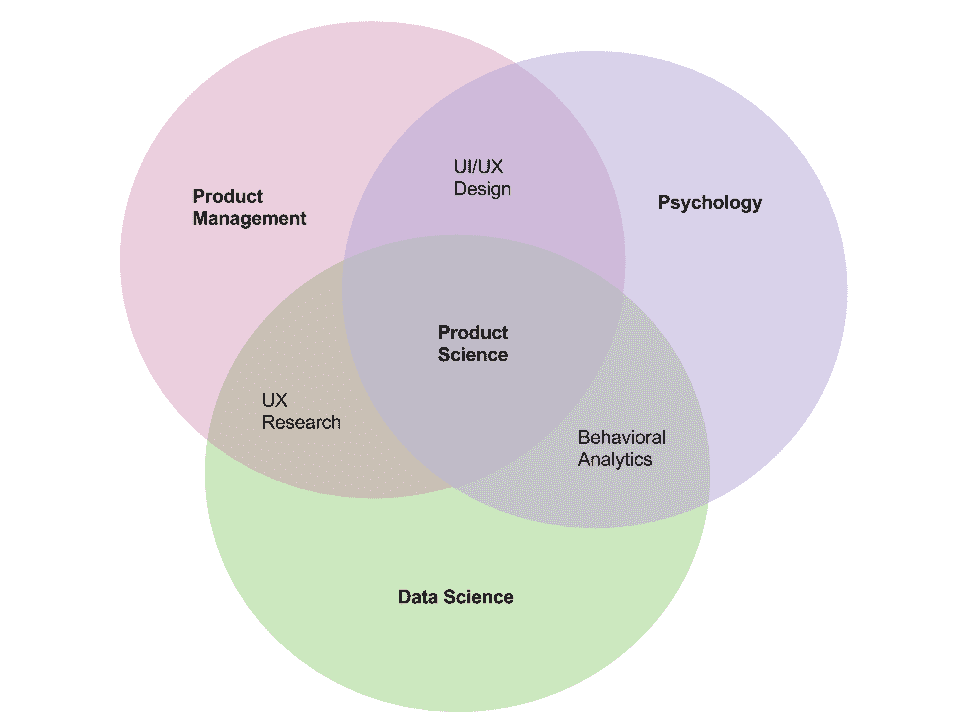 UI/UX
Design
Product
Management
Psychology
Product
Science
UX
Research
Behavioral
Analytics
Data Science